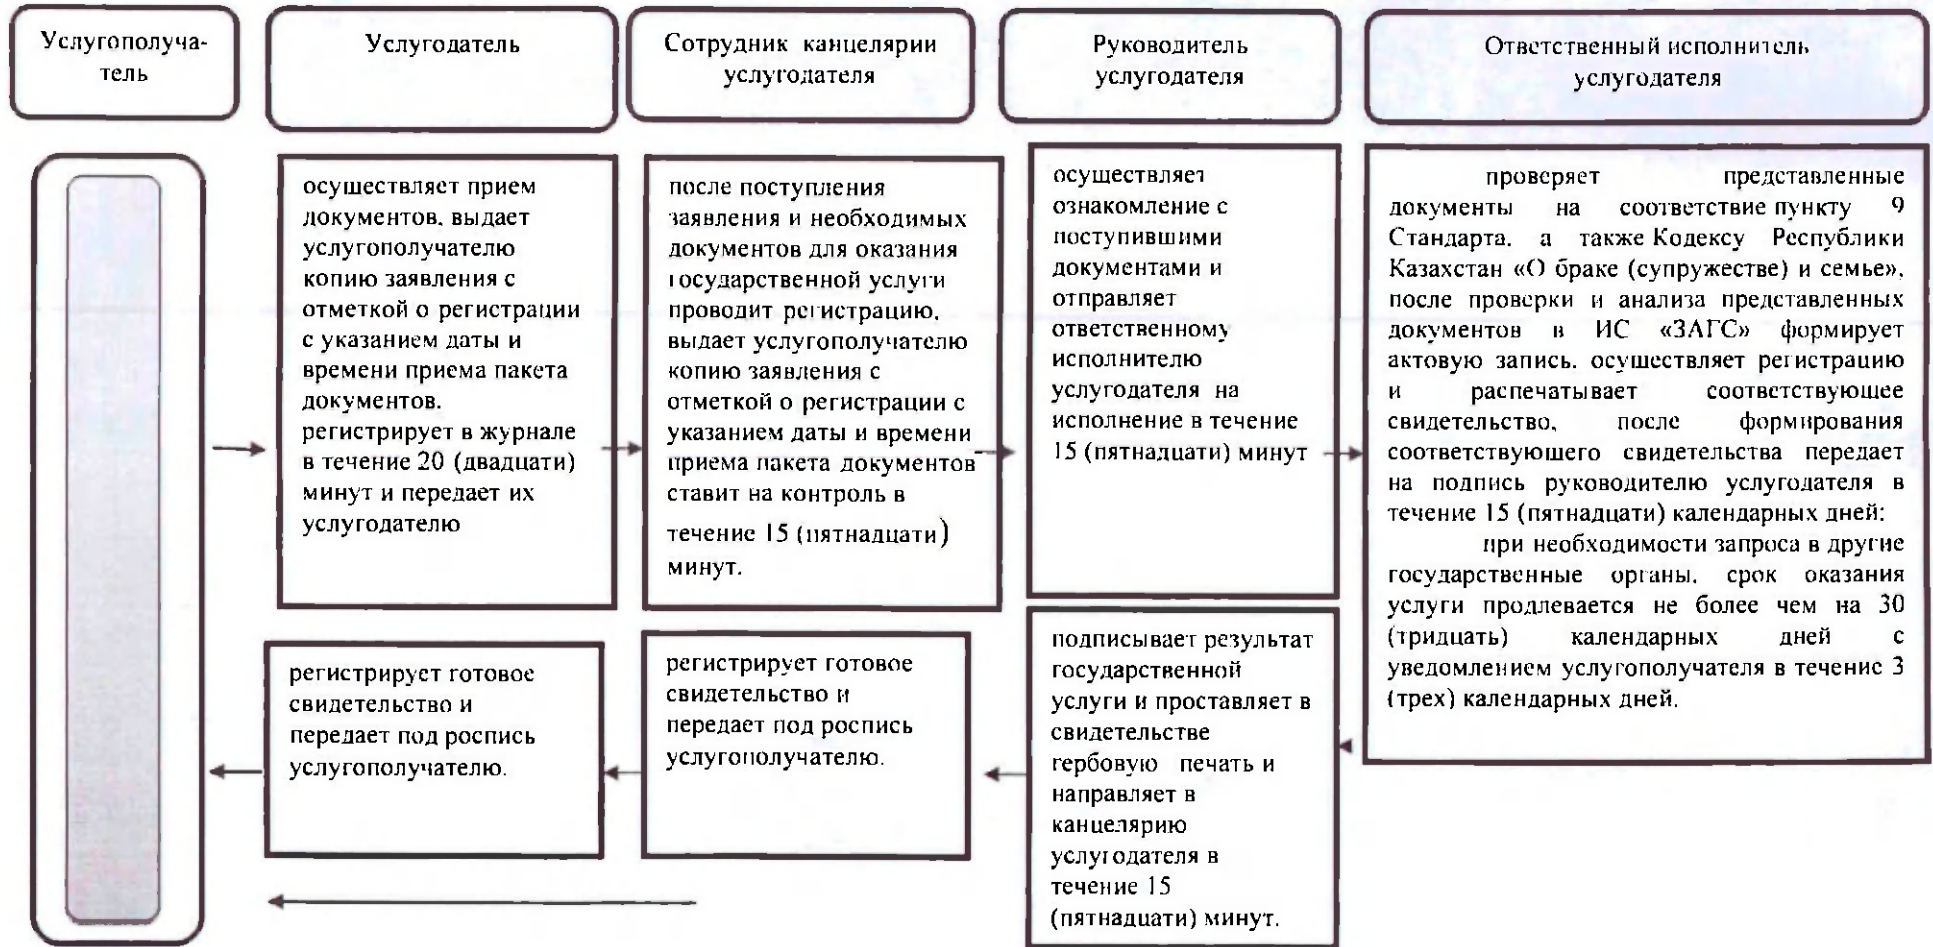 Услугополуча-
тель
Услугодатель
Сотрудник канцелярии
услугодателя
Руководитель
услугодателя
Ответственный исполнитель
услугодателя
осуществляет прием
документов, выдает
услугополучателю
копию заявления с
отметкой о регистрации
с указанием даты и
времени приема пакета
документов.
регистрирует в журнале
в течение 20 (двадцати)
минут и передает их
услугодателю
после поступления
заявления и необходимых
документов для оказания
государственной услуги
проводит регистрацию,
выдает услугополучателю
копию заявления с
отметкой о регистрации с
указанием даты и времени
приема пакета документов
ставит на контроль в
течение 15 (пятнадцати)
минут.
осуществляет
ознакомление с
поступившими
документами и
отправляет
ответственному
исполнителю
услугодателя на
исполнение в течение
15 (пятнадцати) минут
проверяет представленные
документы на соответствие пункту 9
Стандарта, а также Кодексу Республики
Казахстан «О браке (супружестве) и семье»,
после проверки и анализа представленных
документов в ИС «ЗАГС» формирует
актовую запись, осуществляет регистрацию
и распечатывает соответствующее
свидетельство, после формирования
соответствующего свидетельства передает
на подпись руководителю услугодателя в
течение 15 (пятнадцати) календарных дней;
при необходимости запроса в другие
государственные органы, срок оказания
услуги продлевается не более чем на 30
(тридцать) календарных дней с
уведомлением услугополучателя в течение 3
(трех) календарных дней.
регистрирует готовое
свидетельство и
передает под роспись
услугополучателю.
регистрирует готовое
свидетельство и
передает под роспись
услугополучателю.
подписывает результат
государственной
услуги и проставляет в
свидетельстве
гербовую печать и
направляет в
канцелярию
услугодателя в
течение 15
(пятнадцати) минут.